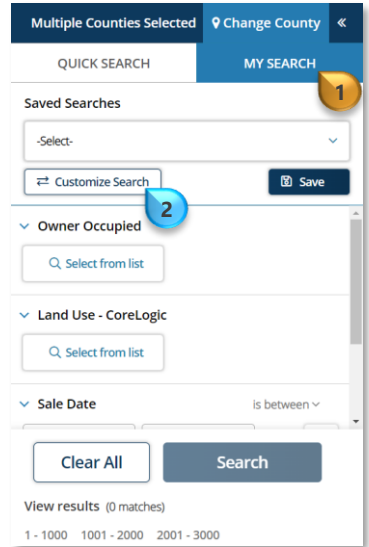 Multiple Counties Selected Change County «
QUICK SEARCH MY SEARCH
1
Saved Searches
-Select-
Customize Search Save
2
Owner Occupied
Select from list
Land Use - CoreLogic
Select from list
Sale Date is between
Clear All Search
View results (0 matches)
1 - 1000 1001 - 2000 2001 - 3000